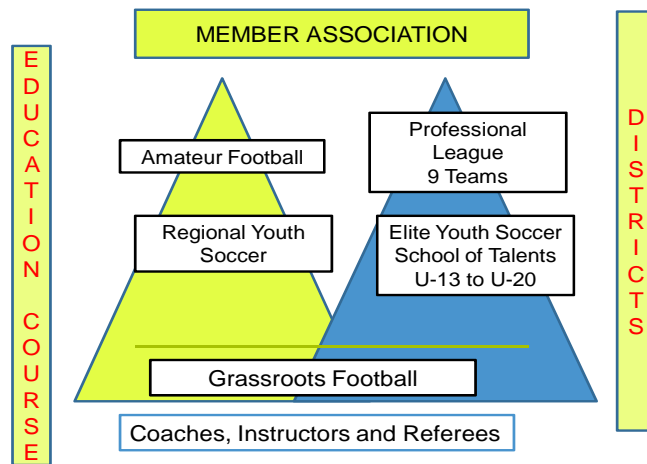 MEMBER ASSOCIATION
EDUCATION COURSE
Amateur Football
Professional
League
9 Teams
Regional Youth
Soccer
Elite Youth Soccer
School of Talents
U-13 to U-20
DISTRICTS
Grassroots Football
Coaches, Instructors and Referees